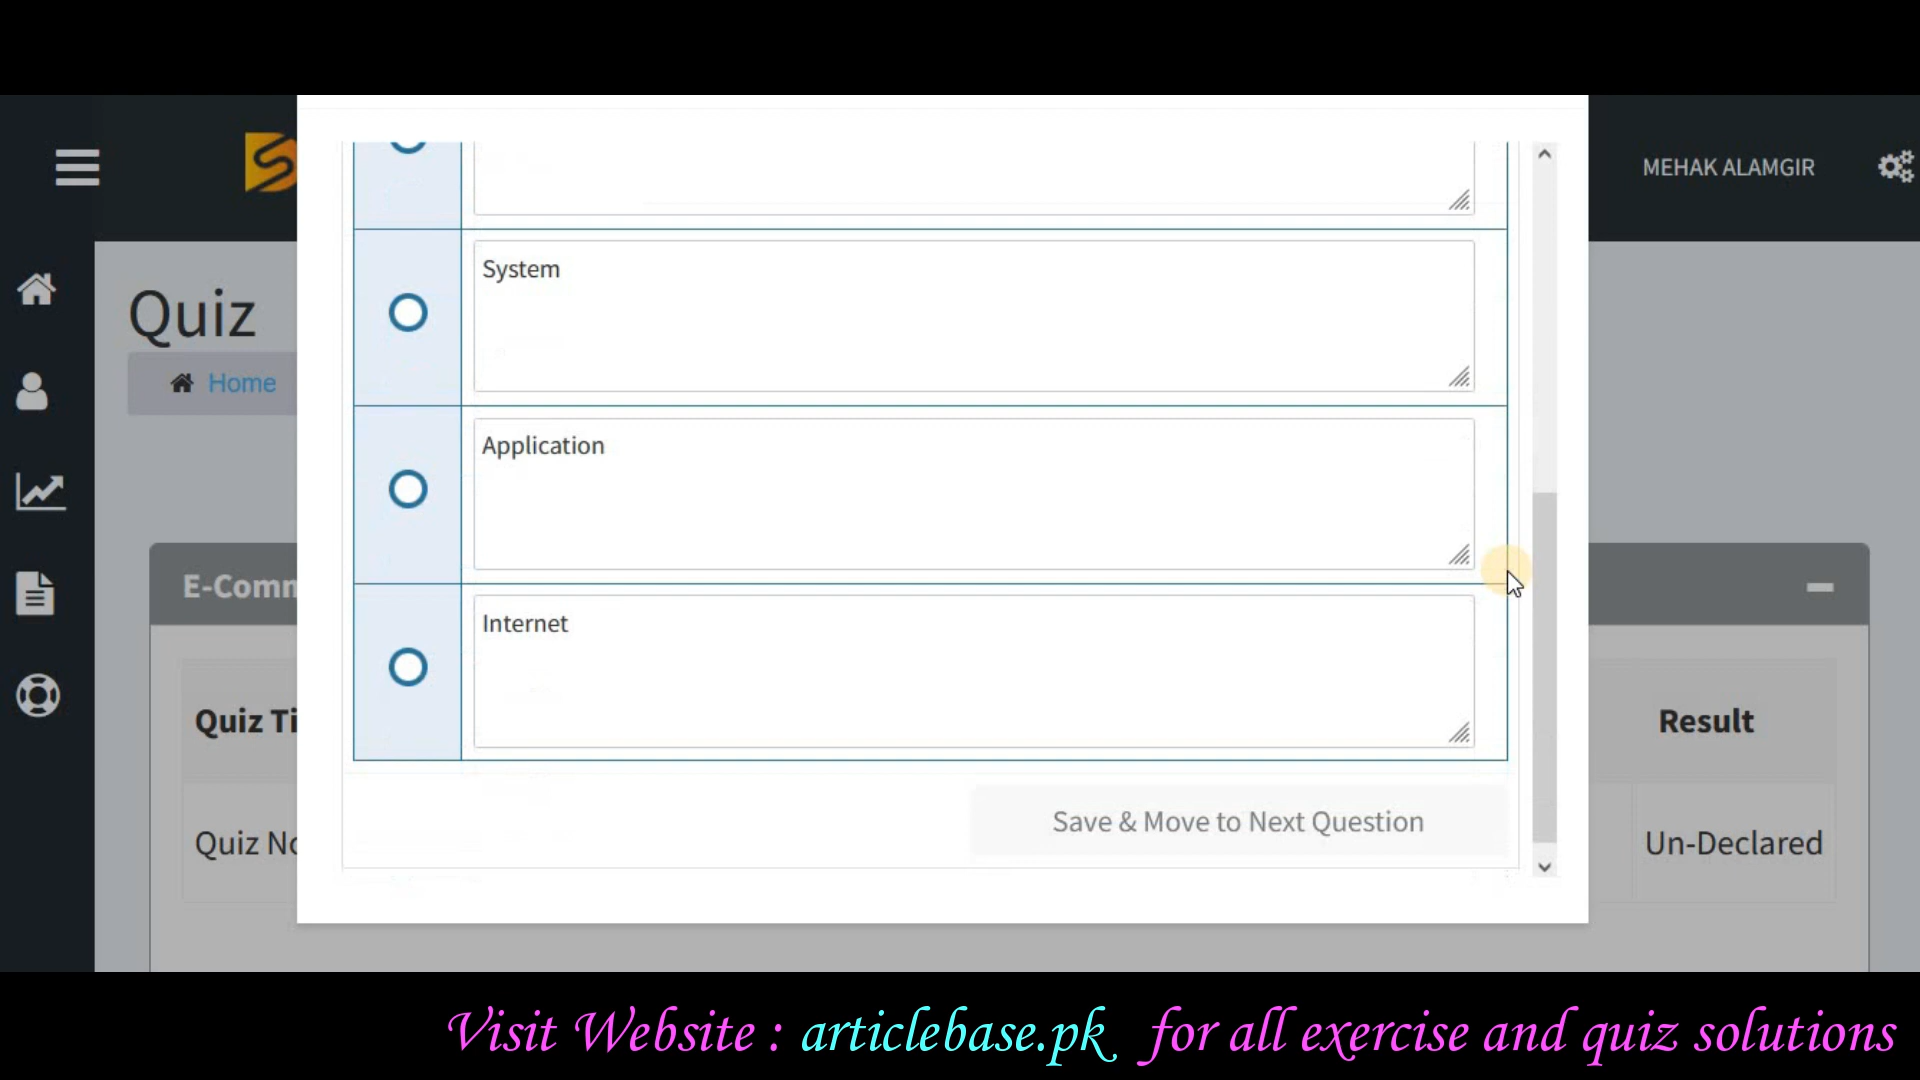 MEHAK ALAMGIR
Quiz
Home
System
Application
Internet
E-Comm
Quiz Ti
Result
Quiz No
Un-Declared
Save & Move to Next Question
Visit Website : articlebase.pk for all exercise and quiz solutions